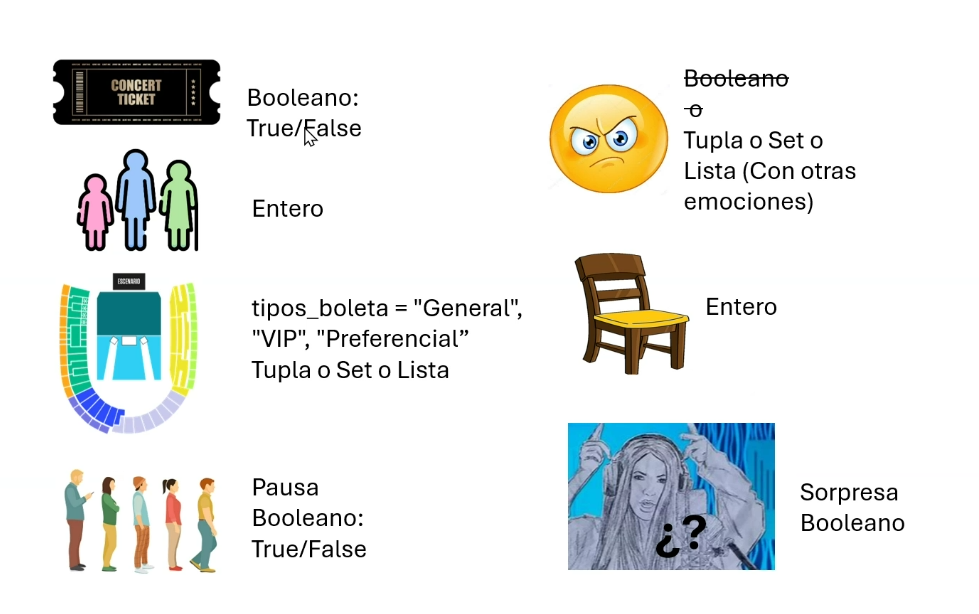 CONCERT
TICKET
Booleano:
True/False
Entero
ESCENARIO
tipos_boleta = "General",
"VIP", "Preferencial”
Tupla o Set o Lista
Pausa
Booleano:
True/False
Booleano
o
Tupla o Set o
Lista (Con otras
emociones)
Entero
¿?
Sorpresa
Booleano